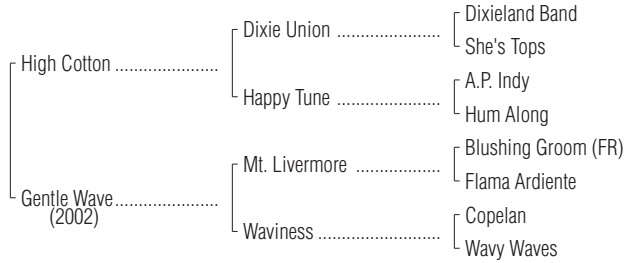 Dixieland Band
Dixie Union ....................
She's Tops
High Cotton ....................
A.P. Indy
Happy Tune ....................
Hum Along
Blushing Groom (FR)
Mt. Livermore ................
Flama Ardiente
Gentle Wave ....................
(2002)
Copelan
Waviness .......................
Wavy Waves